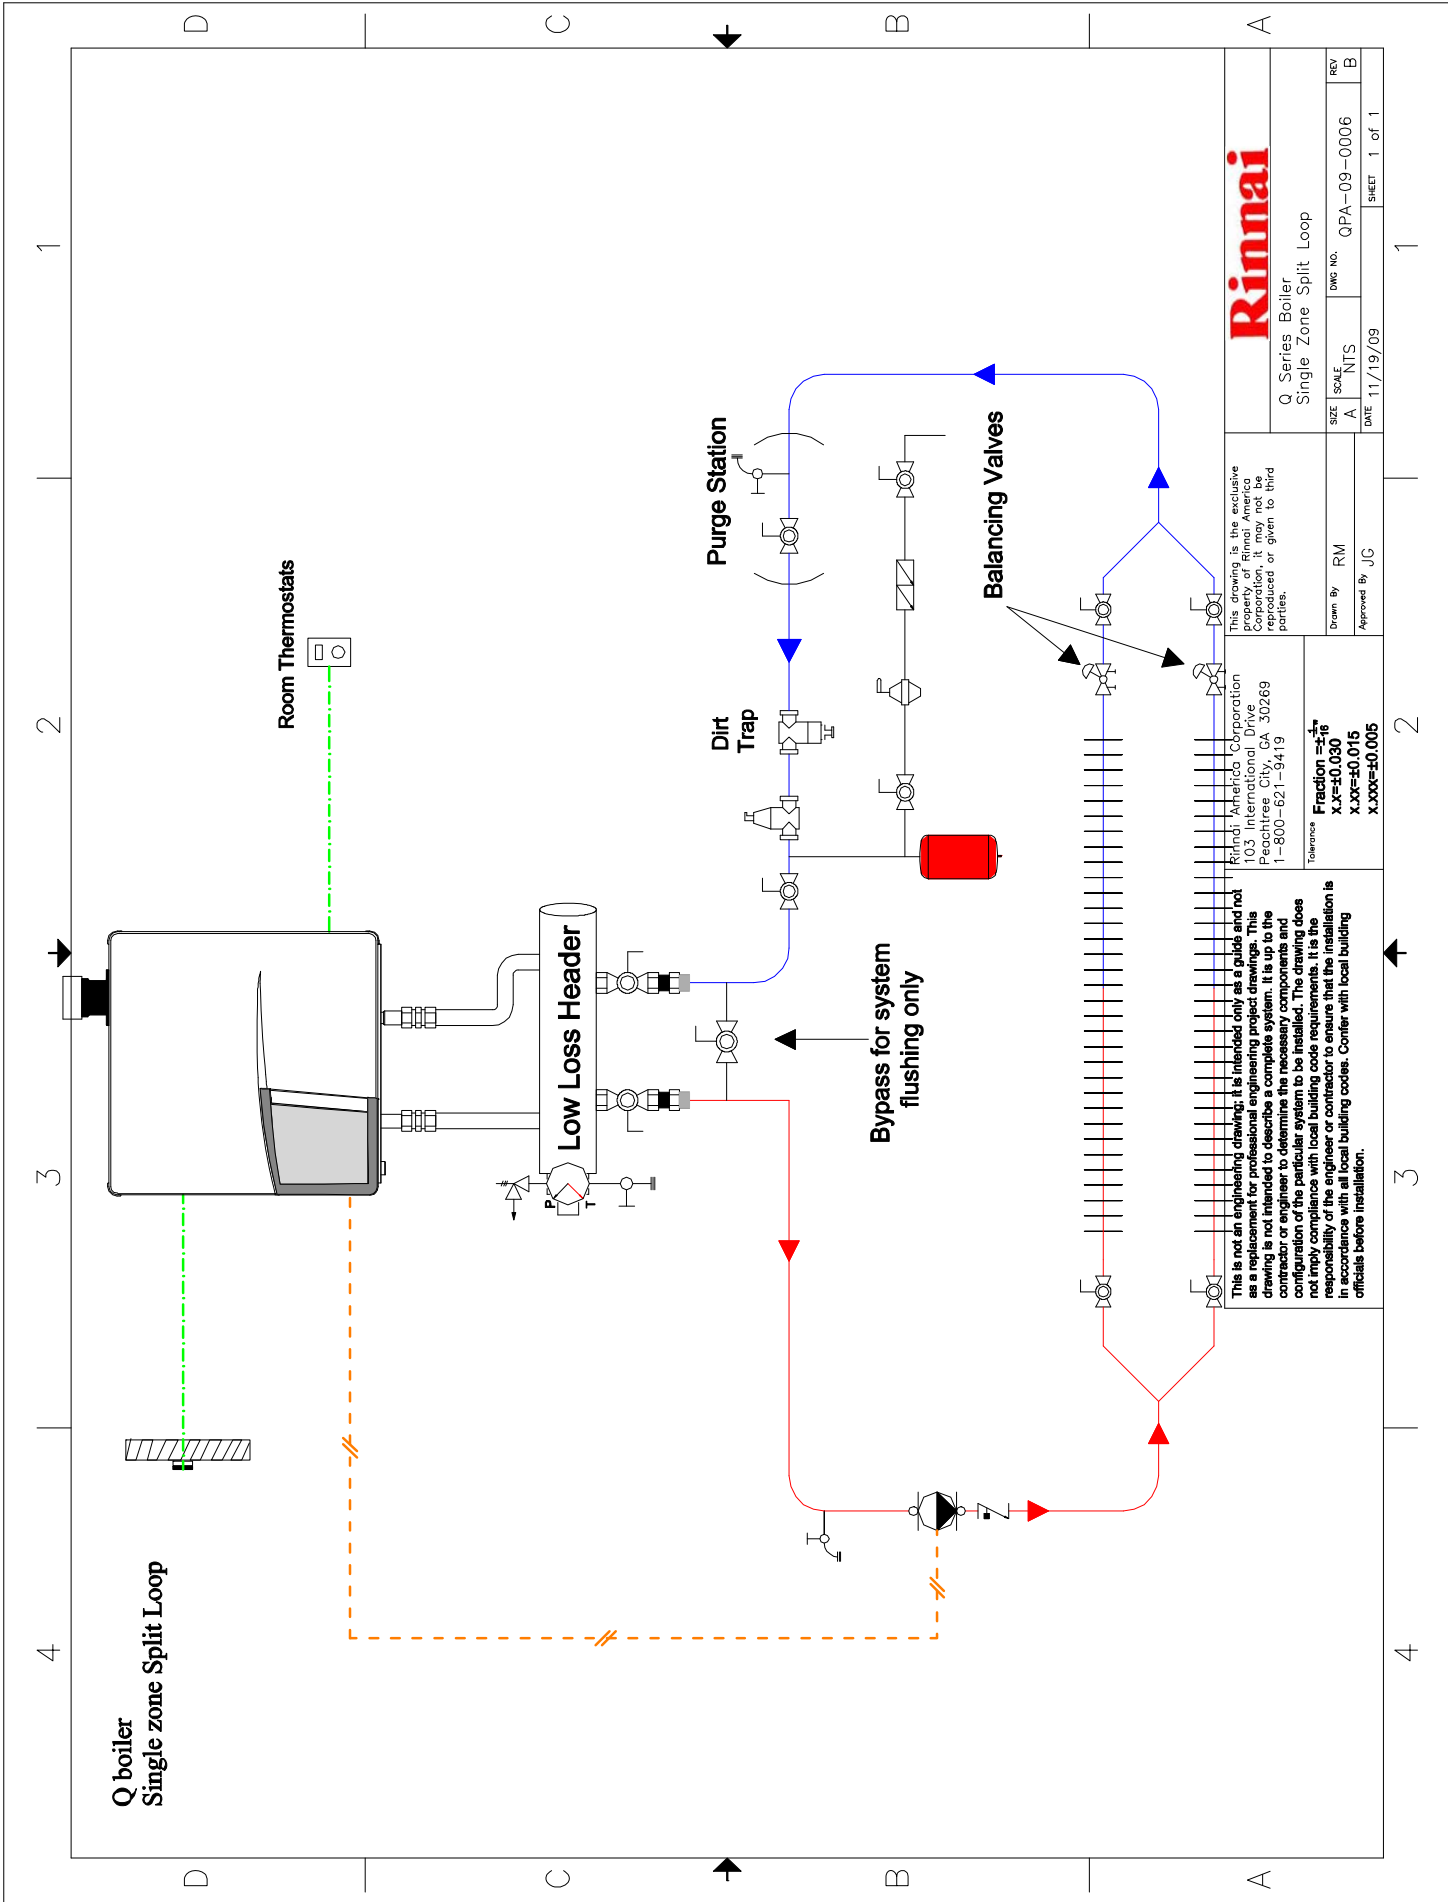 4
3
2
1
D
C
B
A
Q boiler
Single zone Split Loop
Room Thermostats
Low Loss Header
P
T
Purge Station
Dirt
Trap
Bypass for system
flushing only
Balancing Valves
This is not an engineering drawing; it is intended only as a guide and not
as a replacement for professional engineering project drawings. This
drawing is not intended to describe a complete system. It is up to the
contractor or engineer to determine the necessary components and
configuration of the particular system to be installed. The drawing does
not imply compliance with local building code requirements. It is the
responsibility of the engineer or contractor to ensure that the installation is
in accordance with all local building codes. Confer with local building
officials before installation.
Rinnai America Corporation
103 International Drive
Peachtree City, GA 30269
1-800-621-9419
Tolerance
Fraction =±1/16"
X.X=±0.030
X.XX=±0.015
X.XXX=±0.005
This drawing is the exclusive
property of Rinnai America
Corporation, it may not be
reproduced or given to third
parties.
Drawn By RM
Approved By JG
Rinnai
Q Series Boiler
Single Zone Split Loop
SIZE A
SCALE NTS
DWG NO. QPA-09-0006
REV B
DATE 11/19/09
SHEET 1 of 1
D
C
B
A
4
3
2
1